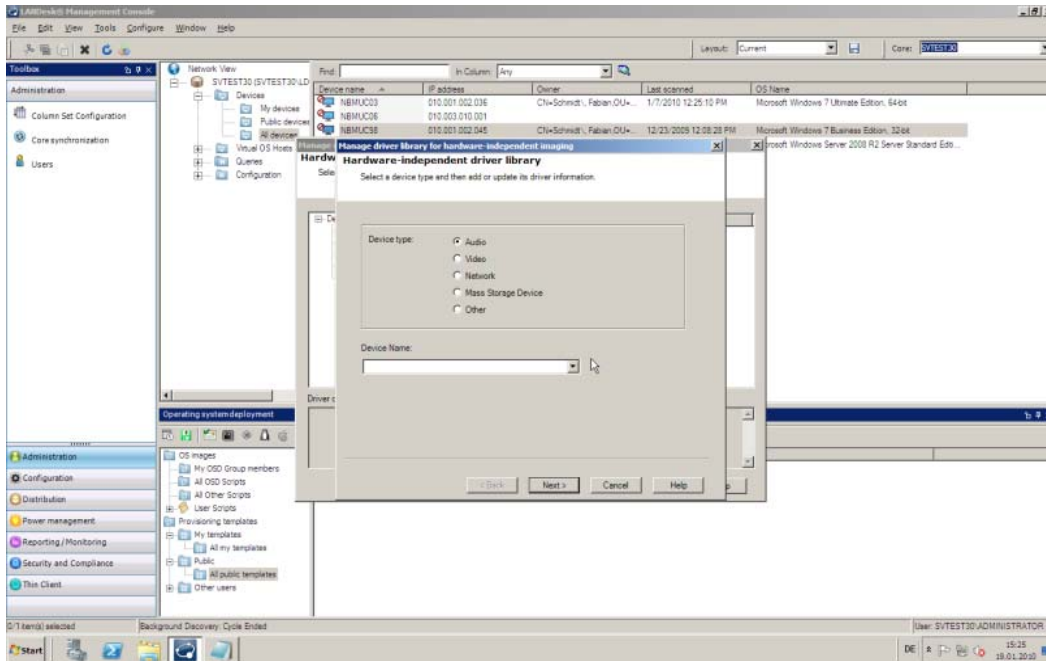 LANDesk® Management Console
File Edit View Tools Configure Window Help
Layout: Current
Core: SVTEST30
Toolbox
Administration
Column Set Configuration
Core synchronization
Users
Network View
SVTEST30 (SVTEST30\LD
Devices
My devices
Public devices
All devices
Virtual OS Hosts
Queries
Configuration
Find:
In Column: Any
Device name IP address Owner Last scanned OS Name
NBMUC03 010.001.002.036 CN=Schmidt\, Fabian,OU=... 1/7/2010 12:25:10 PM Microsoft Windows 7 Ultimate Edition, 64-bit
NBMUC06 010.003.010.001
NBMUC98 010.001.002.045 CN=Schmidt\, Fabian,OU=... 12/23/2009 12:08:28 PM Microsoft Windows 7 Business Edition, 32-bit
crosoft Windows Server 2008 R2 Server Standard Editi...
Manage
Hardw
Sele
De
Driver c
Manage driver library for hardware-independent imaging
Hardware-independent driver library
Select a device type and then add or update its driver information.
Device type:
Audio
Video
Network
Mass Storage Device
Other
Device Name:
< Back Next > Cancel Help
p
Operating system deployment
OS images
My OSD Group members
All OSD Scripts
All Other Scripts
User Scripts
Provisioning templates
My templates
All my templates
Public
All public templates
Other users
Administration
Configuration
Distribution
Power management
Reporting / Monitoring
Security and Compliance
Thin Client
0/1 item(s) selected
Background Discovery: Cycle Ended
User: SVTEST30\ADMINISTRATOR
Start
DE
15:25
19.01.2010